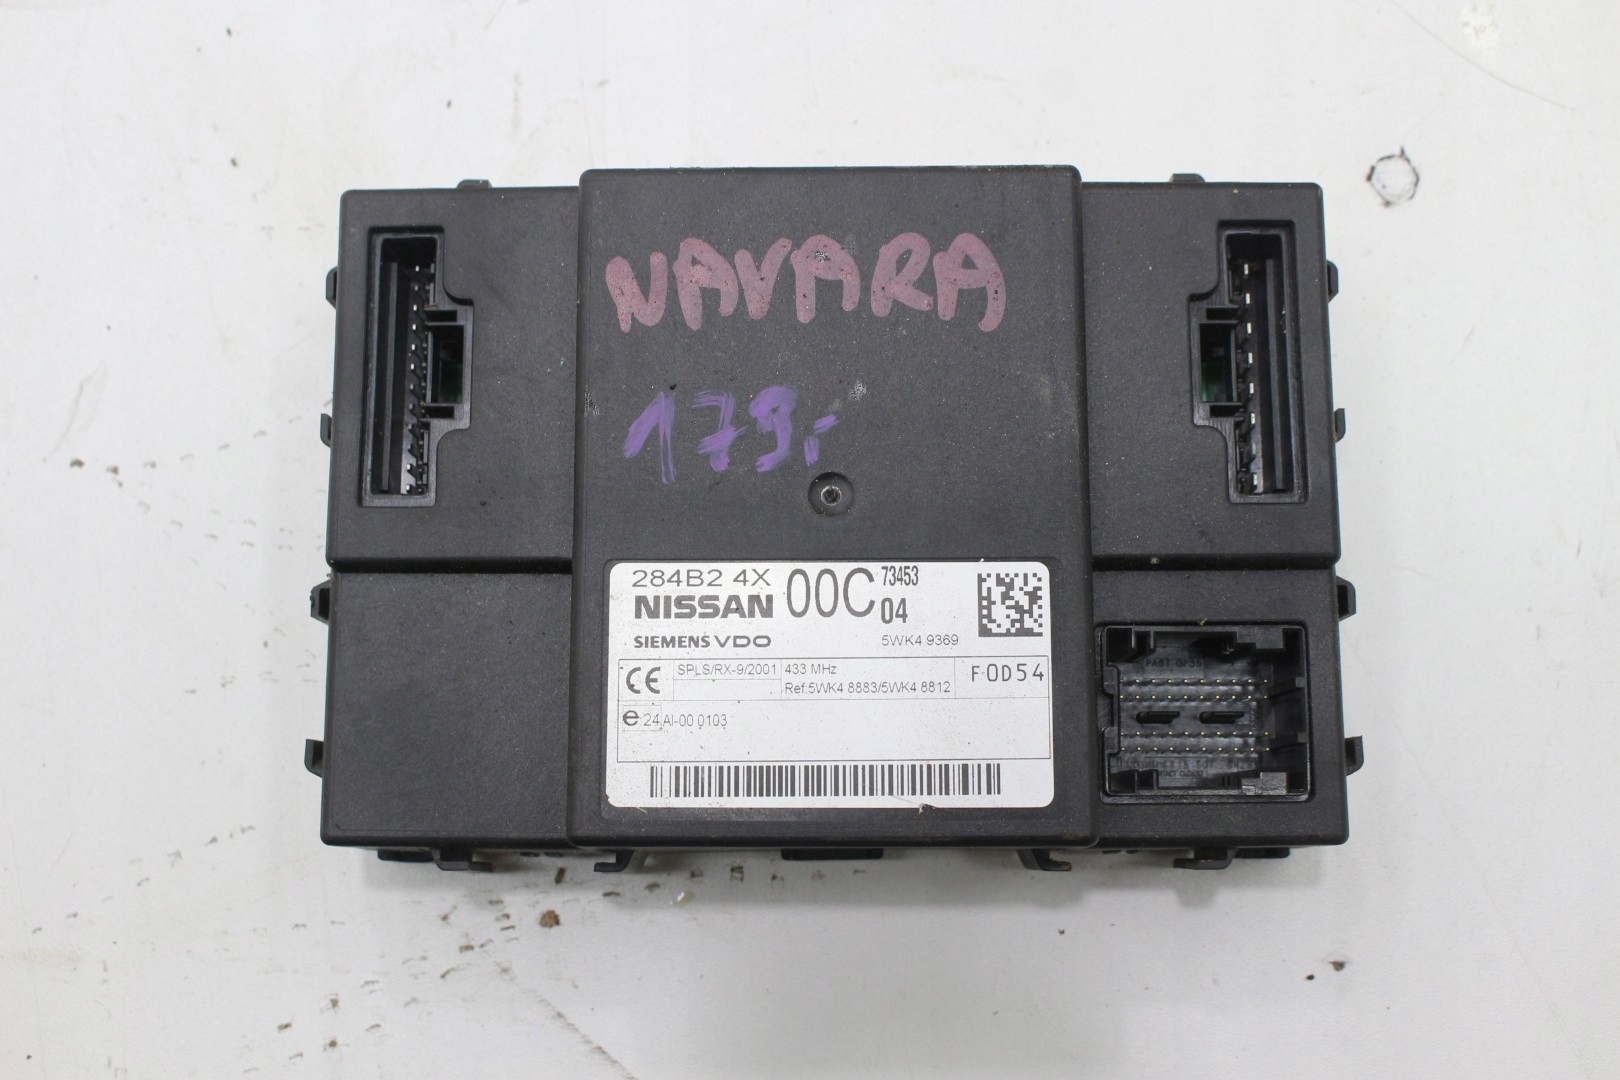 NAVARA
179.-
284B2 4X 00C 73453
NISSAN 04
SIEMENS VDO 5WK4 9369
CE SPLS/RX-9/2001 433 MHz F0D54
Ref.5WK4 8883/5WK4 8812
e 24 AI-00 0103